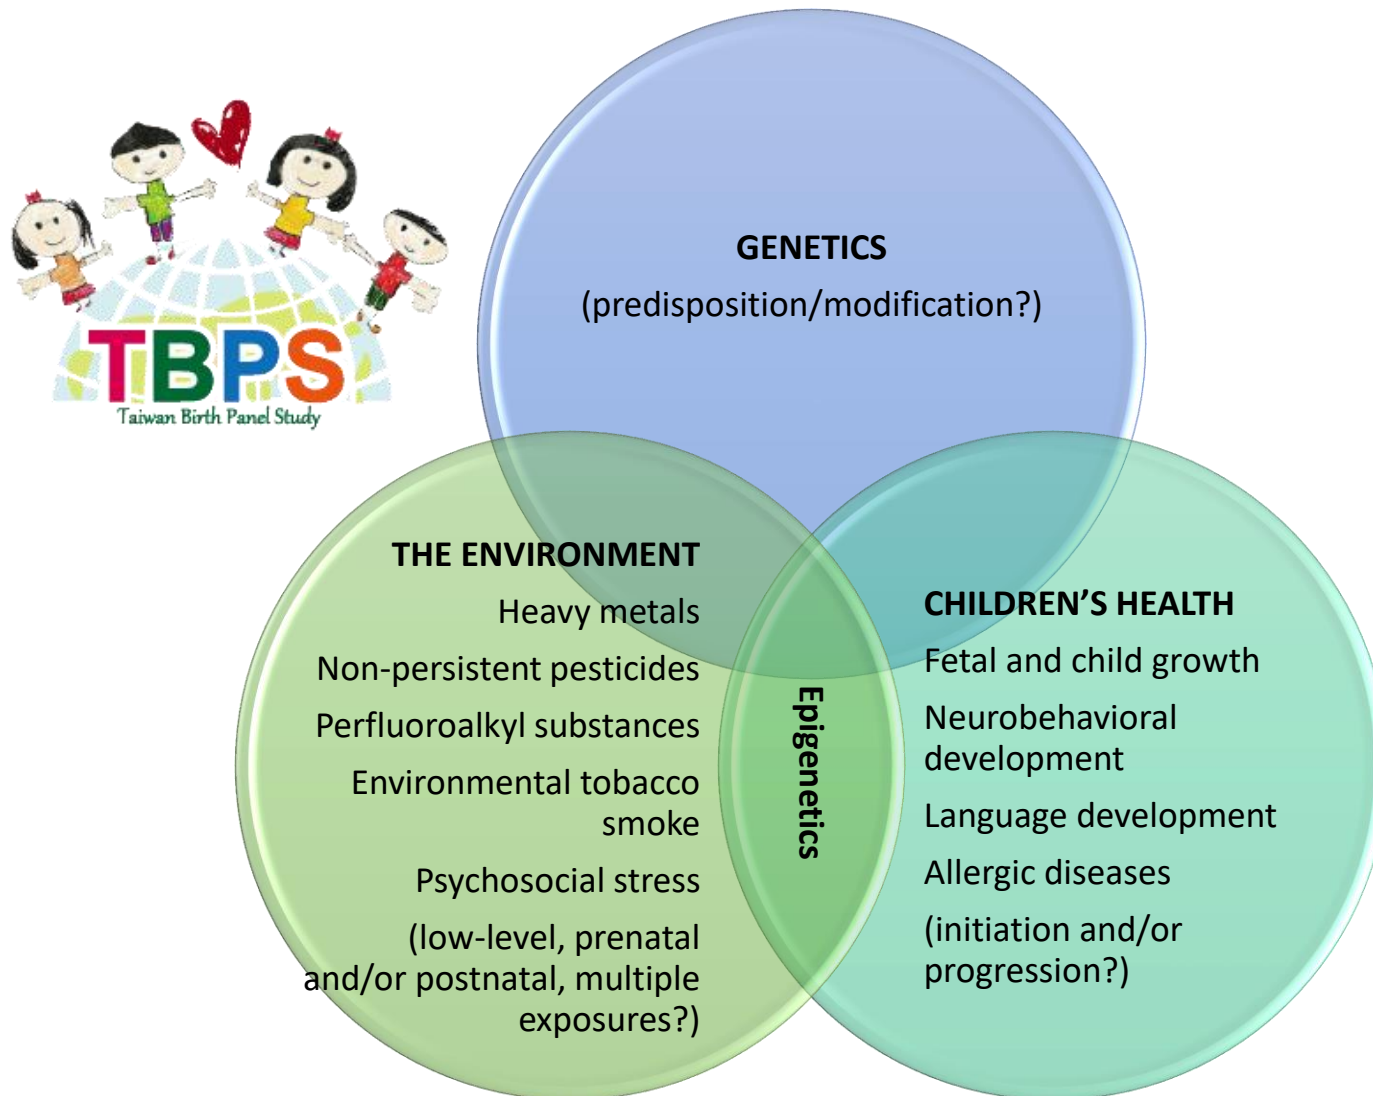 TBPS
Taiwan Birth Panel Study
GENETICS
(predisposition/modification?)
THE ENVIRONMENT
Heavy metals
Non-persistent pesticides
Perfluoroalkyl substances
Environmental tobacco
smoke
Psychosocial stress
(low-level, prenatal
and/or postnatal, multiple
exposures?)
Epigenetics
CHILDREN’S HEALTH
Fetal and child growth
Neurobehavioral
development
Language development
Allergic diseases
(initiation and/or
progression?)